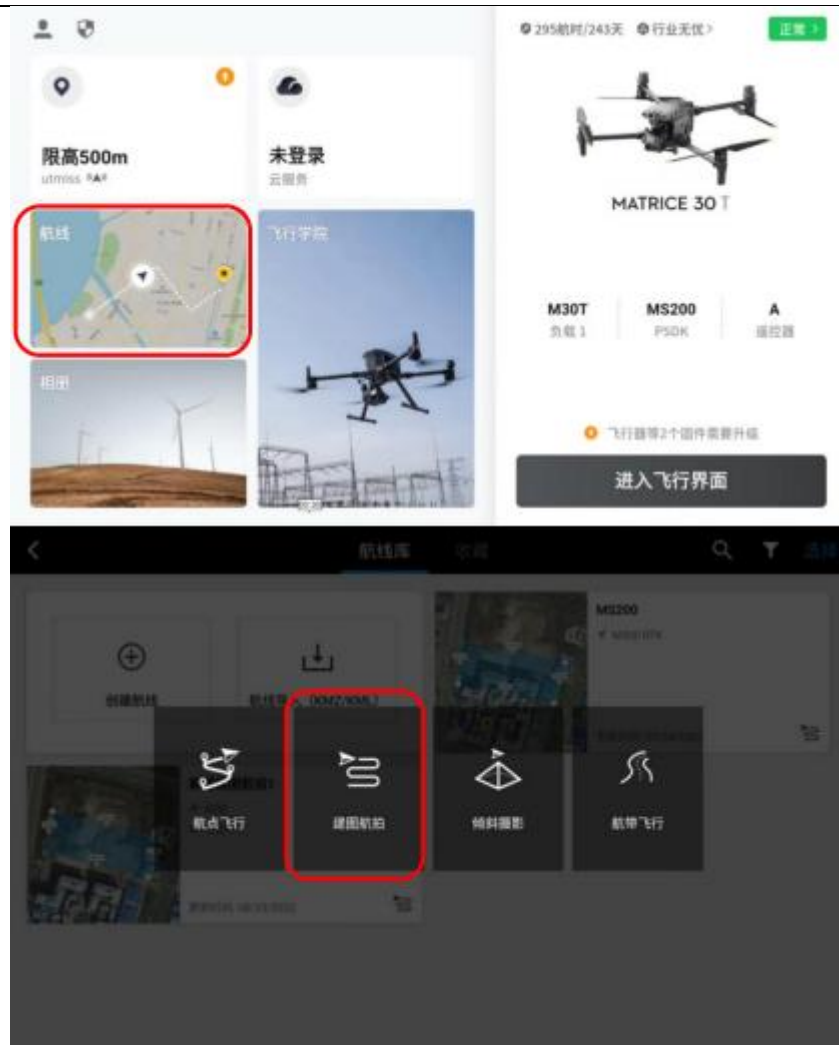 295航时/243天 行业无忧>
正常 >
限高500m
未登录
云服务
MATRICE 30 T
航线
飞行学院
M30T
MS200
A
负载 1
PSDK
遥控器
相册
飞行器等2个固件需要升级
进入飞行界面
航线库
收藏
选择
MS200
创建航线
航点飞行
建图航拍
倾斜摄影
航带飞行